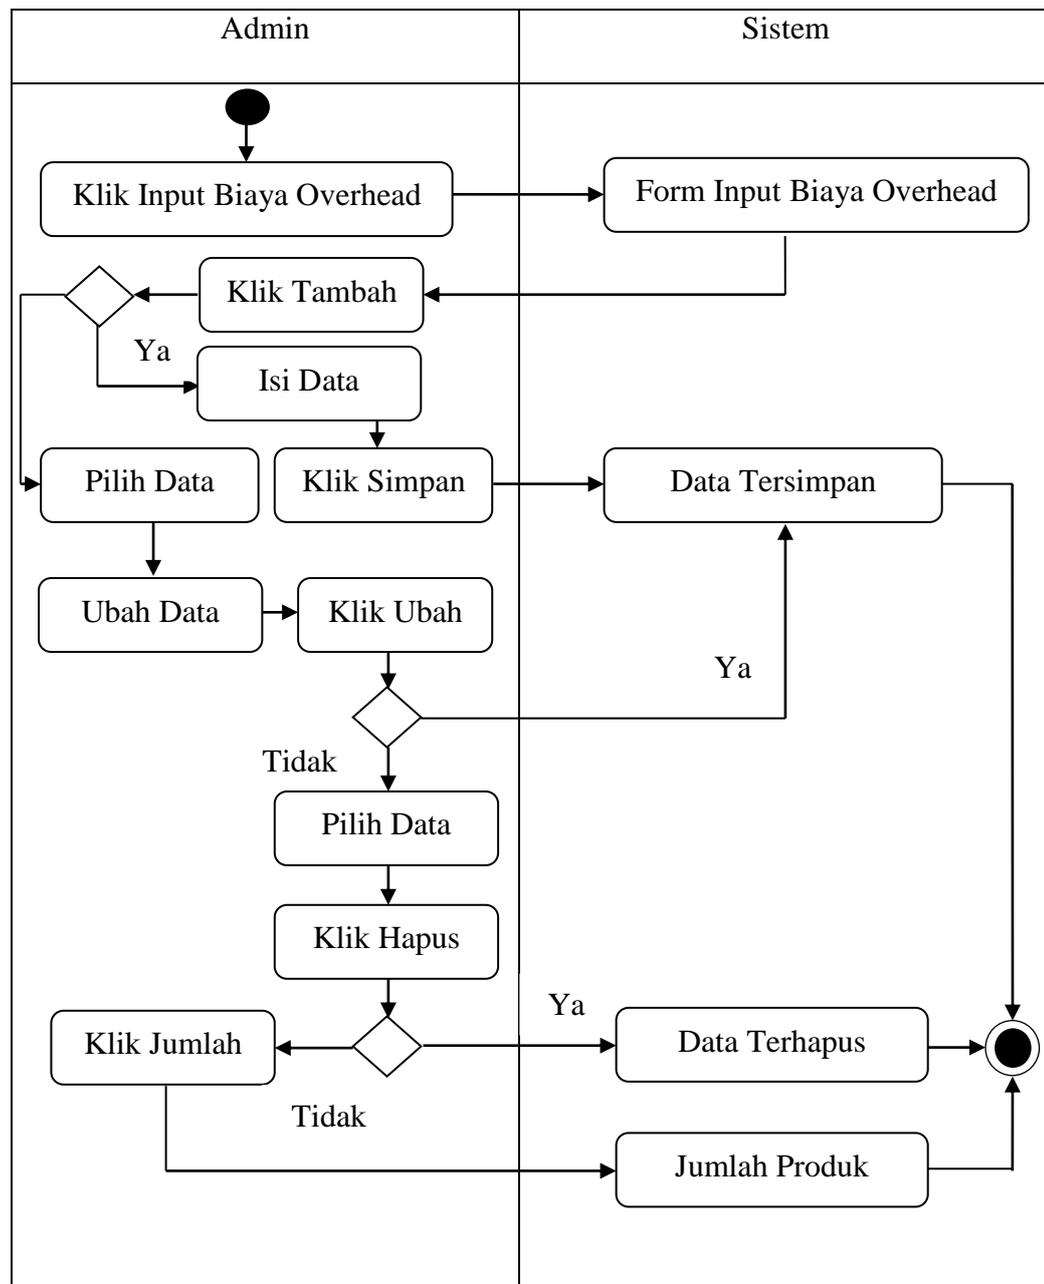 Admin
Sistem
Klik Input Biaya Overhead
Form Input Biaya Overhead
Klik Tambah
Ya
Isi Data
Pilih Data
Klik Simpan
Data Tersimpan
Ubah Data
Klik Ubah
Ya
Tidak
Pilih Data
Klik Hapus
Ya
Klik Jumlah
Data Terhapus
Tidak
Jumlah Produk